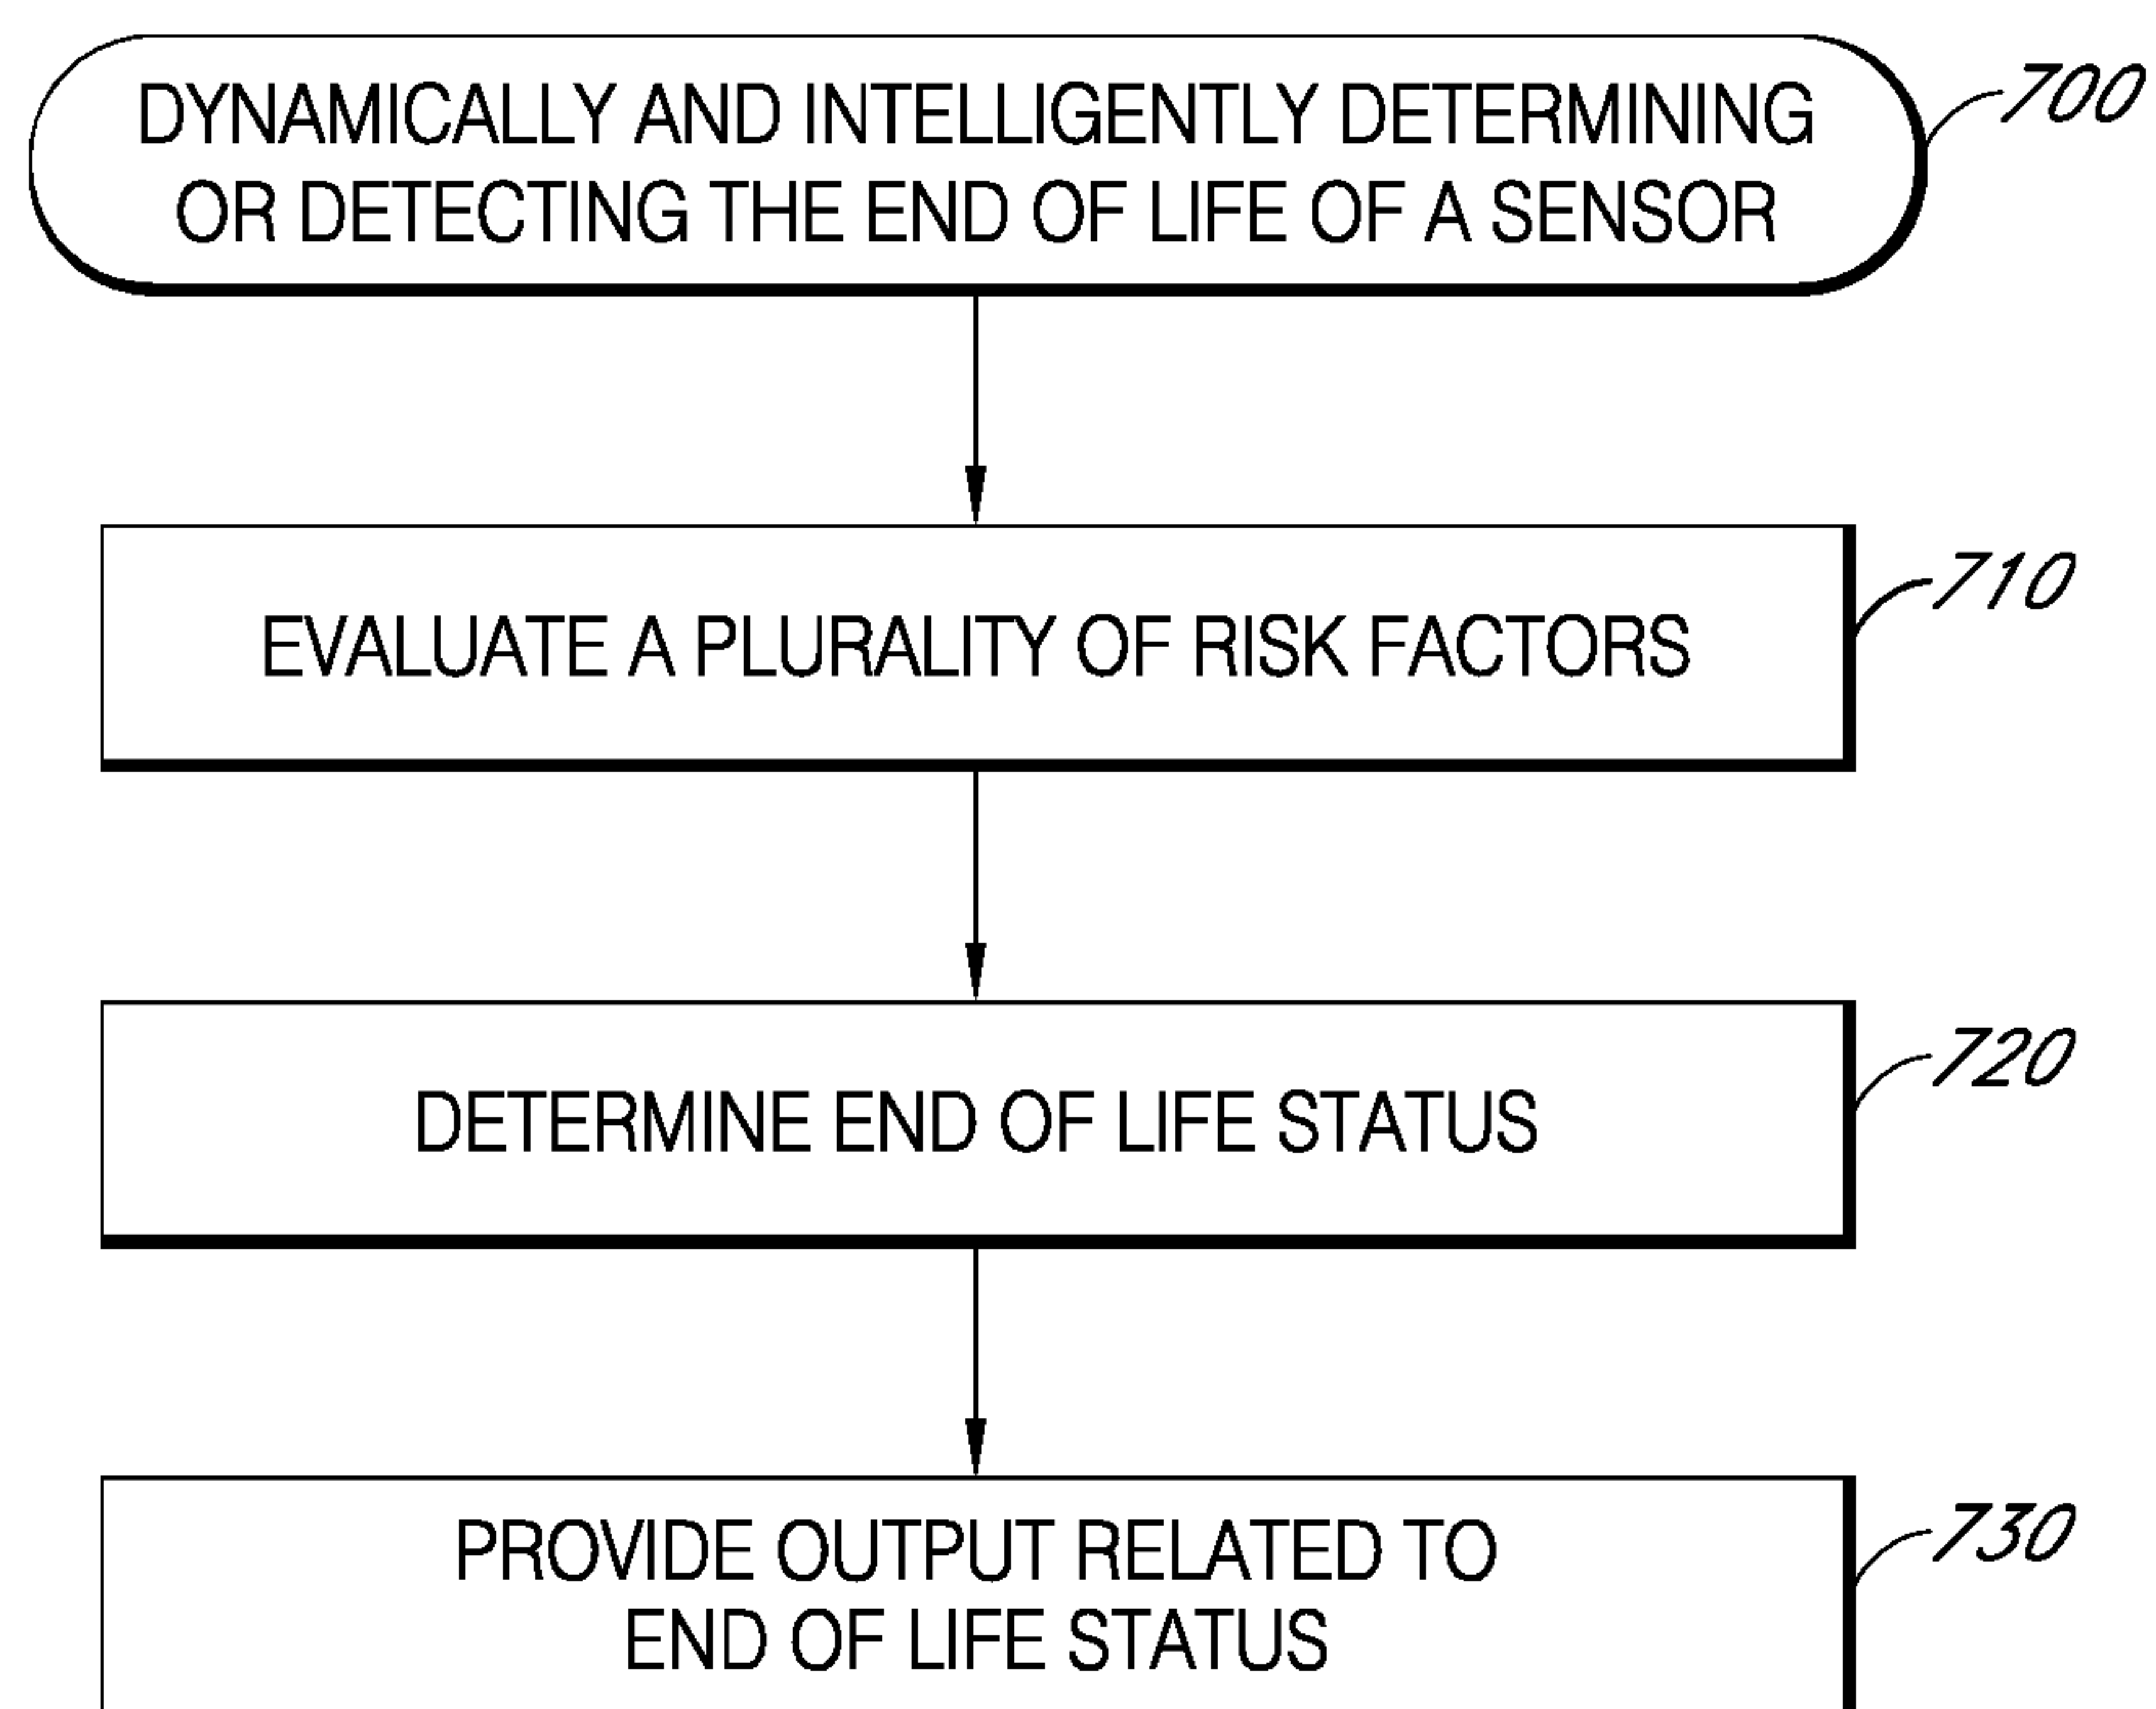 DYNAMICALLY AND INTELLIGENTLY DETERMINING
OR DETECTING THE END OF LIFE OF A SENSOR
700
EVALUATE A PLURALITY OF RISK FACTORS
710
DETERMINE END OF LIFE STATUS
720
PROVIDE OUTPUT RELATED TO
END OF LIFE STATUS
730